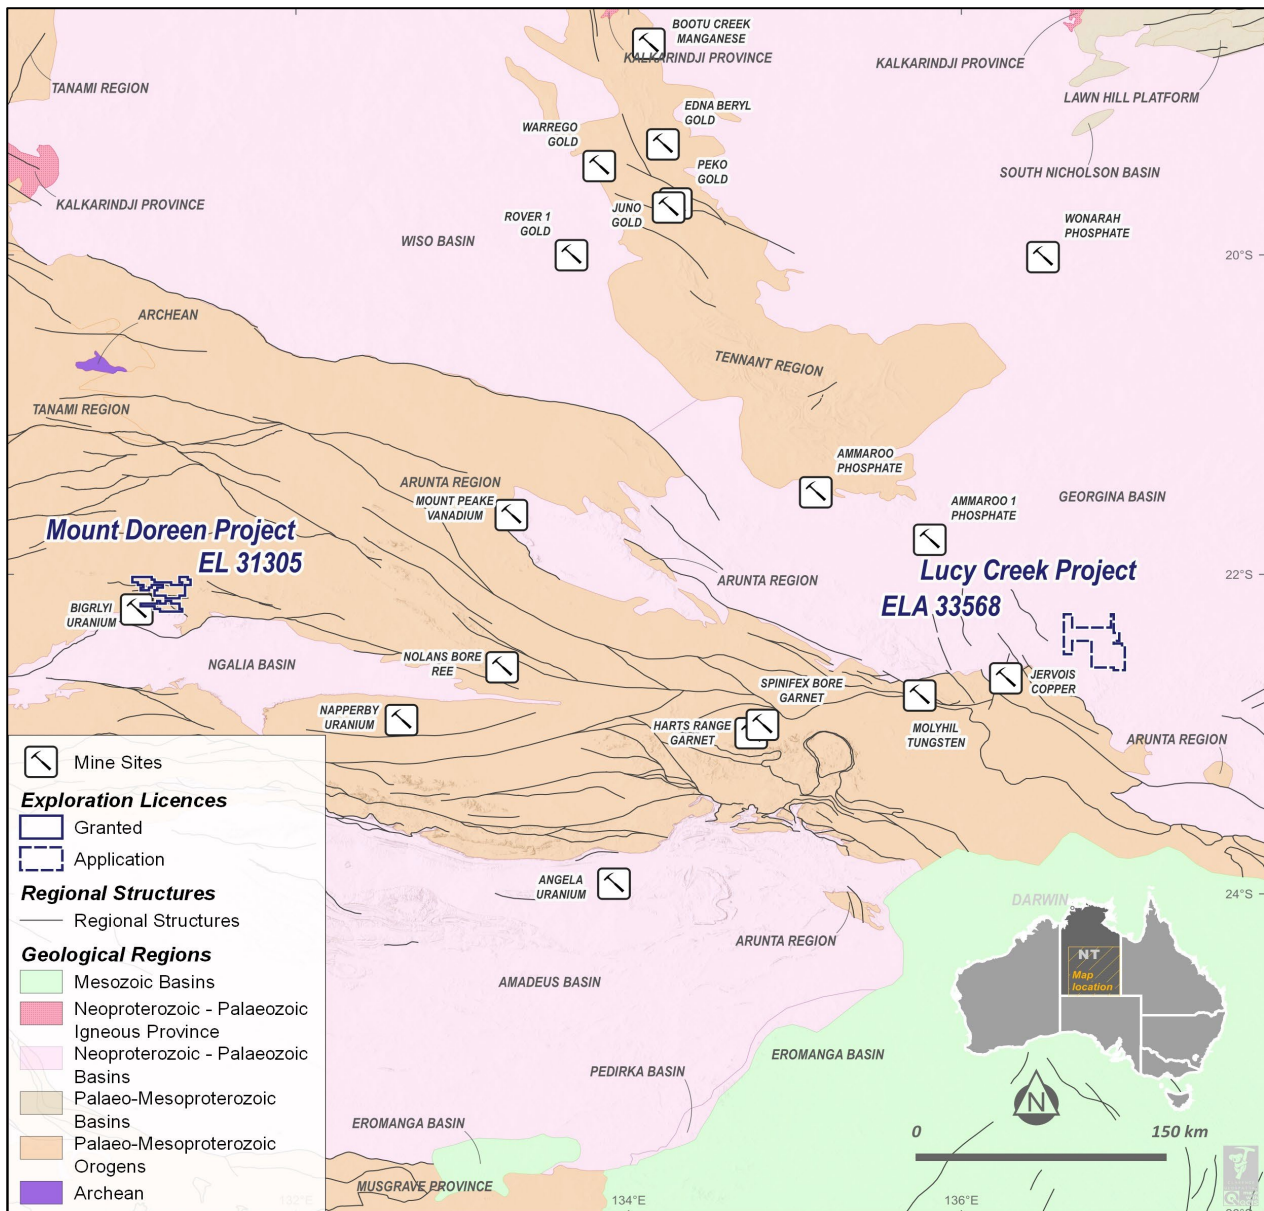 BOOTU CREEK
MANGANESE
KALKARINDJI PROVINCE
KALKARINDJI PROVINCE
TANAMI REGION
LAWN HILL PLATFORM
EDNA BERYL
GOLD
WARREGO
GOLD
PEKO
GOLD
SOUTH NICHOLSON BASIN
KALKARINDJI PROVINCE
JUNO
GOLD
ROVER 1
GOLD
WONARAH
PHOSPHATE
WISO BASIN
20°S
ARCHEAN
TENNANT REGION
TANAMI REGION
AMMAROO
PHOSPHATE
ARUNTA REGION
MOUNT PEAKE
VANADIUM
AMMAROO 1
PHOSPHATE
GEORGINA BASIN
Mount Doreen Project
EL 31305
Lucy Creek Project
ELA 33568
22°S
ARUNTA REGION
BIGRLYI
URANIUM
NGALIA BASIN
NOLANS BORE
REE
SPINIFEX BORE
GARNET
JERVOIS
COPPER
NAPPERBY
URANIUM
HARTS RANGE
GARNET
MOLYHIL
TUNGSTEN
ARUNTA REGION
ANGELA
URANIUM
24°S
ARUNTA REGION
AMADEUS BASIN
PEDIRKA BASIN
EROMANGA BASIN
EROMANGA BASIN
MUSGRAVE PROVINCE
132°E
134°E
136°E
Mine Sites
Exploration Licences
Granted
Application
Regional Structures
Regional Structures
Geological Regions
Mesozoic Basins
Neoproterozoic - Palaeozoic
Igneous Province
Neoproterozoic - Palaeozoic
Basins
Palaeo-Mesoproterozoic
Basins
Palaeo-Mesoproterozoic
Orogens
Archean
DARWIN
NT
Map
location
N
0
150 km